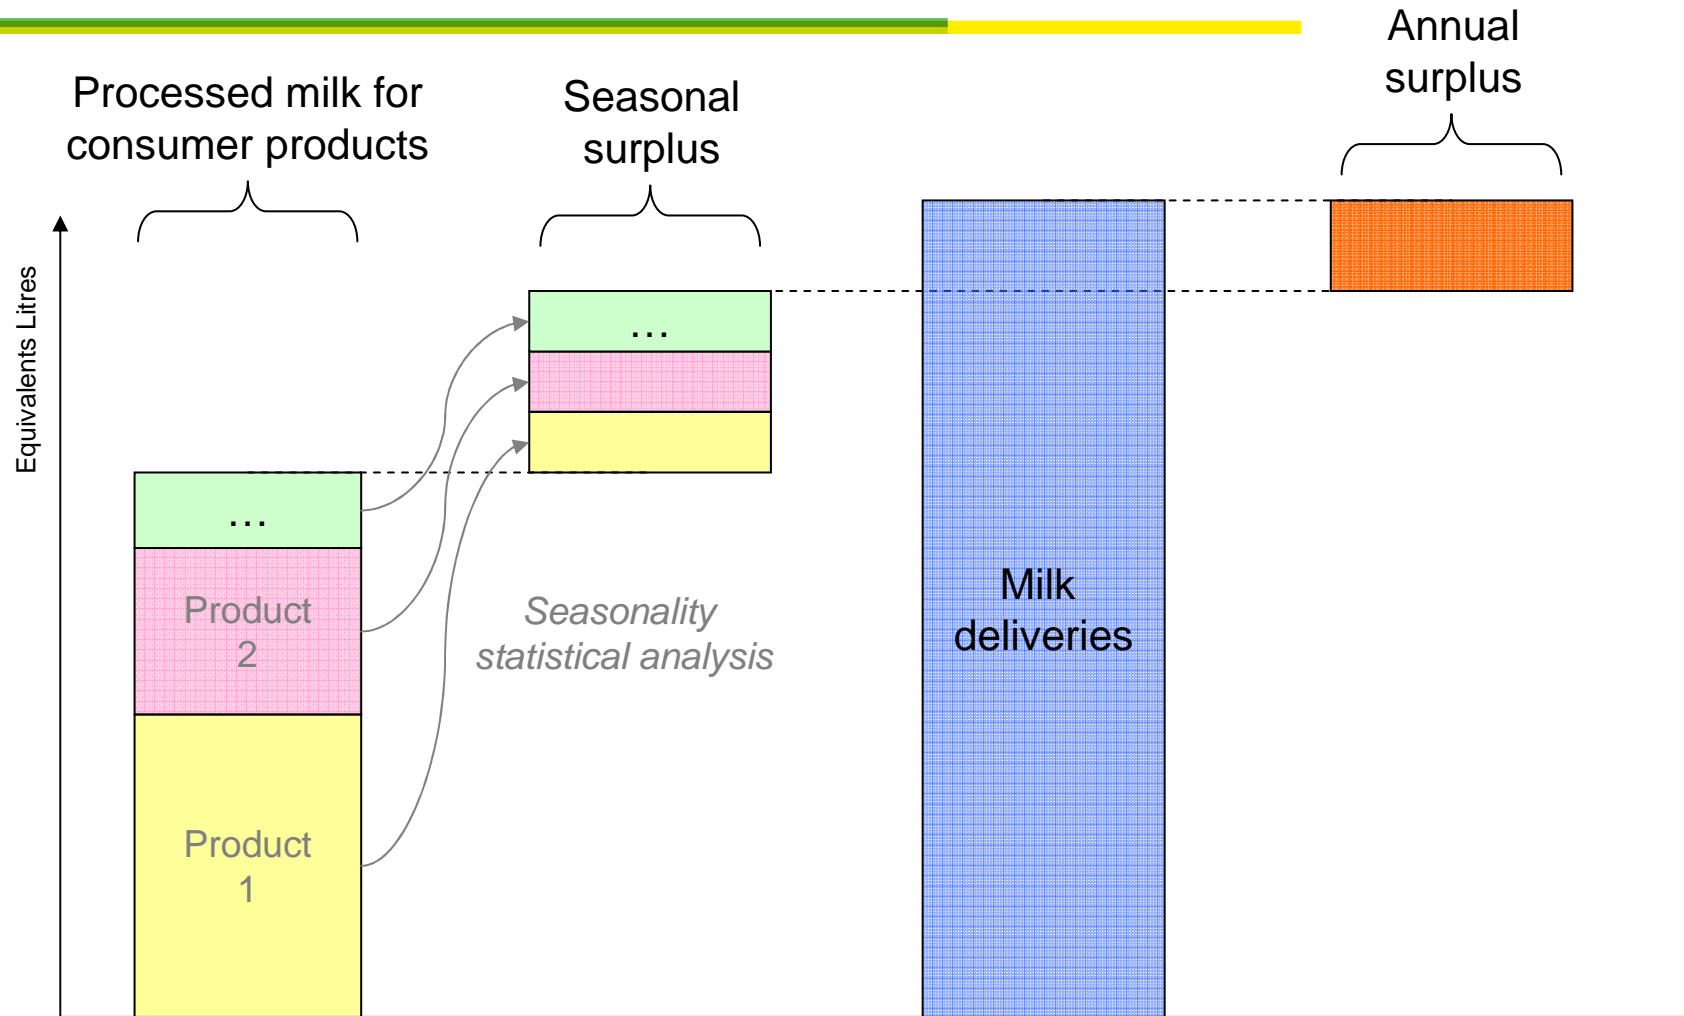 Processed milk for
consumer products
Seasonal
surplus
Annual
surplus
Equivalents Litres
…
Product
2
Product
1
…
Seasonality
statistical analysis
Milk
deliveries